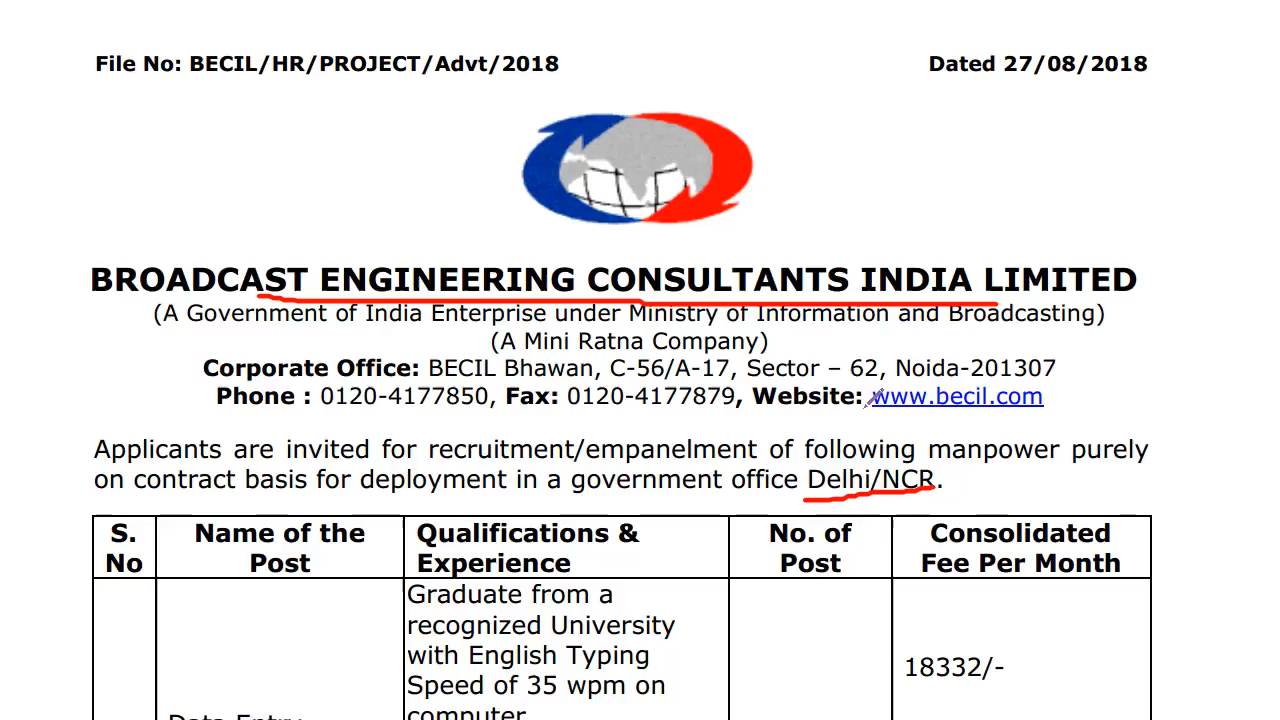 File No: BECIL/HR/PROJECT/Advt/2018 Dated 27/08/2018
BROADCAST ENGINEERING CONSULTANTS INDIA LIMITED
(A Government of India Enterprise under Ministry of Information and Broadcasting)
(A Mini Ratna Company)
Corporate Office: BECIL Bhawan, C-56/A-17, Sector – 62, Noida-201307
Phone : 0120-4177850, Fax: 0120-4177879, Website: www.becil.com
Applicants are invited for recruitment/empanelment of following manpower purely
on contract basis for deployment in a government office Delhi/NCR.
S. No Name of the Post Qualifications & Experience No. of Post Consolidated Fee Per Month
Graduate from a
recognized University
with English Typing
18332/-
Speed of 35 wpm on
computer
Data Entry